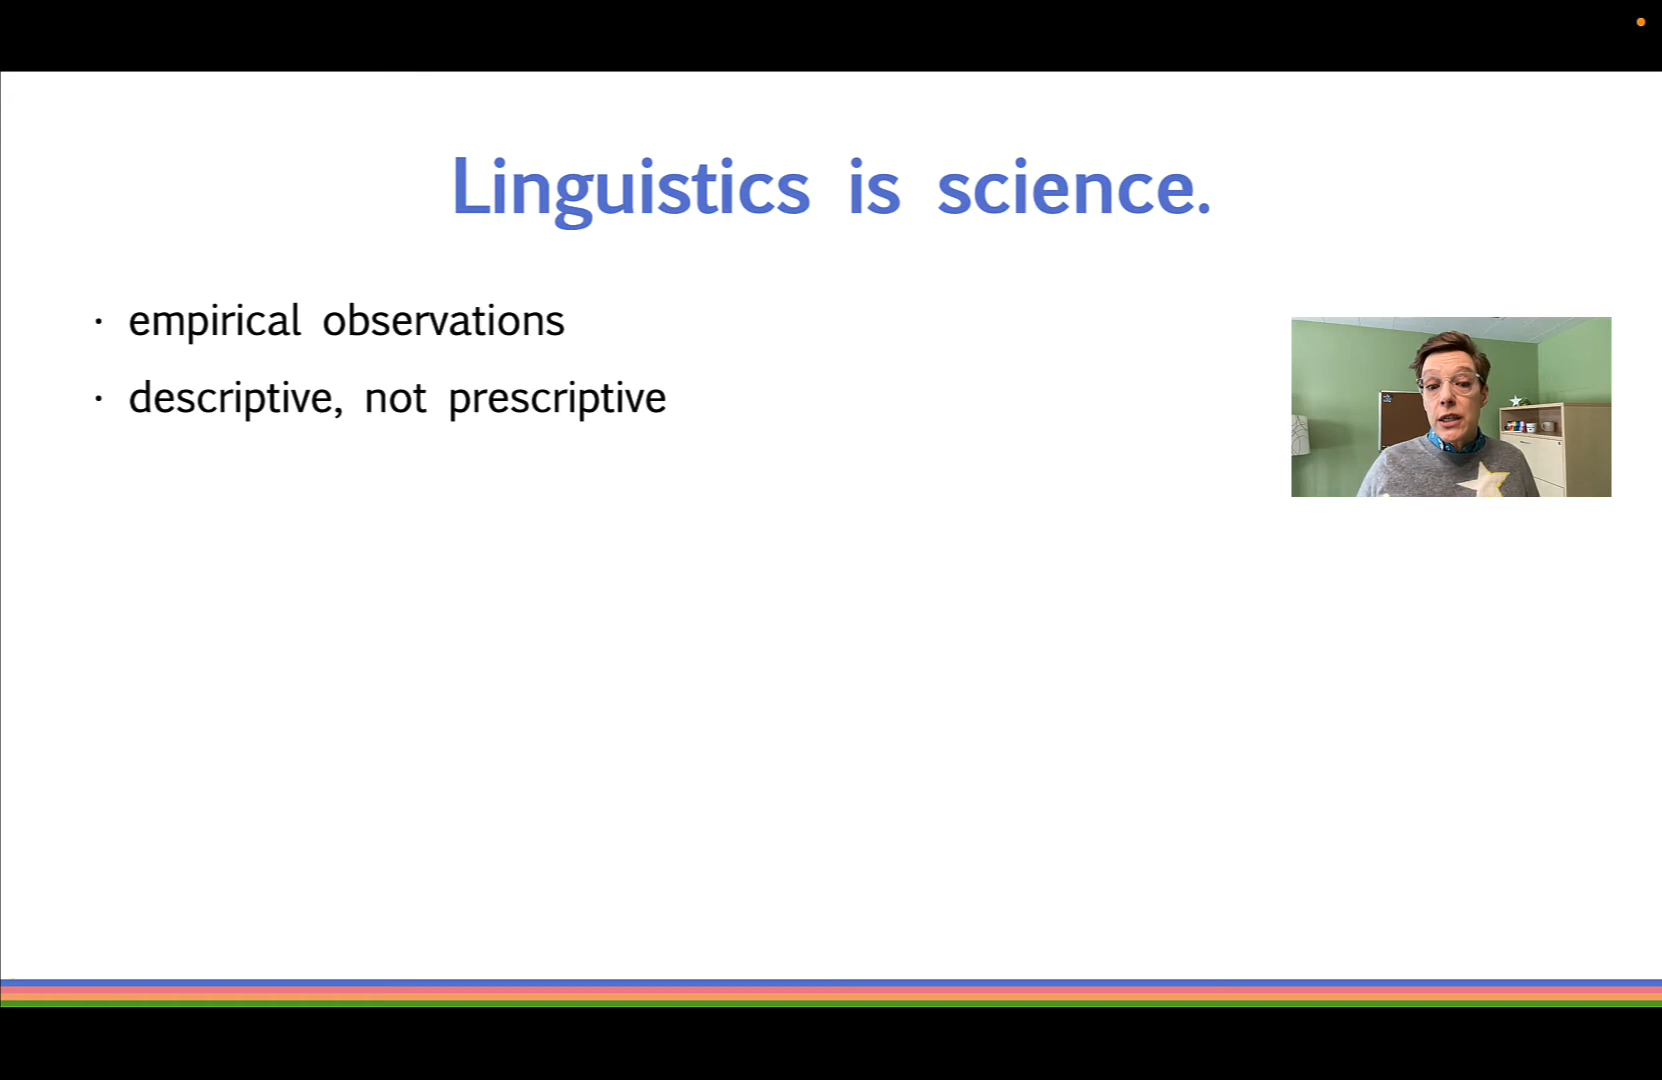 Linguistics is science.
· empirical observations
· descriptive, not prescriptive